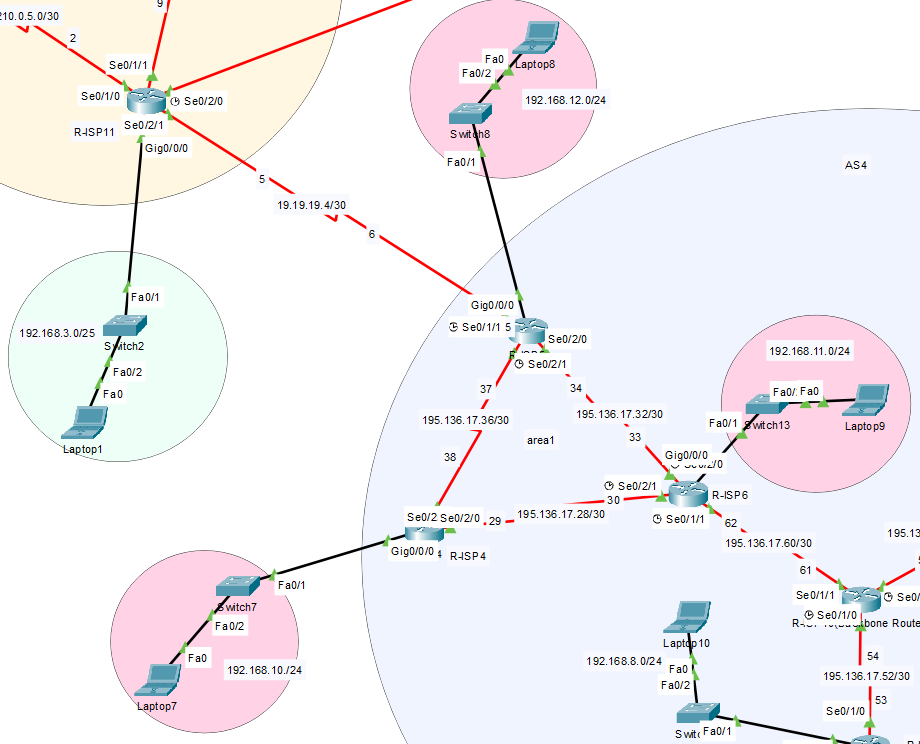 210.0.5.0/30
2
9
Se0/1/1
Se0/1/0
Se0/2/0
R-ISP11
Se0/2/1
Gig0/0/0
Fa0
Laptop8
Fa0/2
192.168.12.0/24
Switch8
Fa0/1
AS4
5
19.19.19.4/30
6
Fa0/1
192.168.3.0/25
Switch2
Fa0/2
Fa0
Laptop1
Gig0/0/0
Se0/1/1 5
Se0/2/0
Se0/2/1
37
34
195.136.17.36/30
195.136.17.32/30
area1
38
33
192.168.11.0/24
Fa0/
Fa0
Fa0/1
Switch13
Laptop9
Gig0/0/0
Se0/2/0
Se0/2/1
30
R-ISP6
Se0/1/1
Se0/2
Se0/2/0
29
195.136.17.28/30
Gig0/0/0
R-ISP4
62
195.136.17.60/30
195.13
61
Se0/1/1
Se0/
Se0/1/0
Fa0/1
Switch7
Fa0/2
Fa0
192.168.10./24
Laptop7
Laptop10
192.168.8.0/24
Fa0
Fa0/2
Fa0/1
54
195.136.17.52/30
53
Se0/1/0